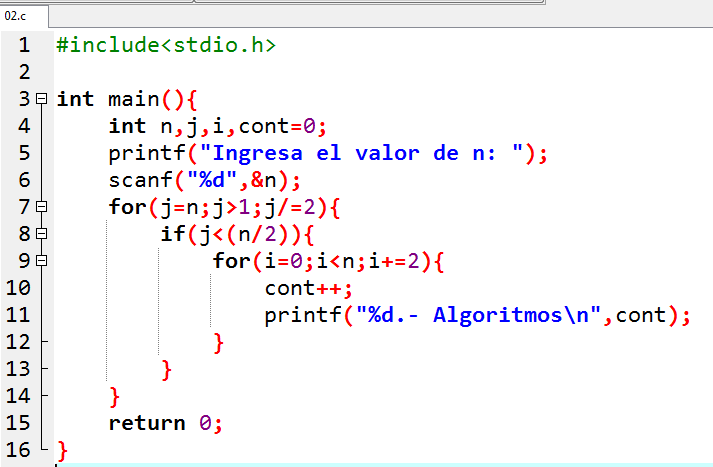 02.c
1 #include<stdio.h>
2
3 int main(){
4 int n,j,i,cont=0;
5 printf("Ingresa el valor de n: ");
6 scanf("%d",&n);
7 for(j=n;j>1;j/=2){
8 if(j<(n/2)){
9 for(i=0;i<n;i+=2){
10 cont++;
11 printf("%d.- Algoritmos\n",cont);
12 }
13 }
14 }
15 return 0;
16 }